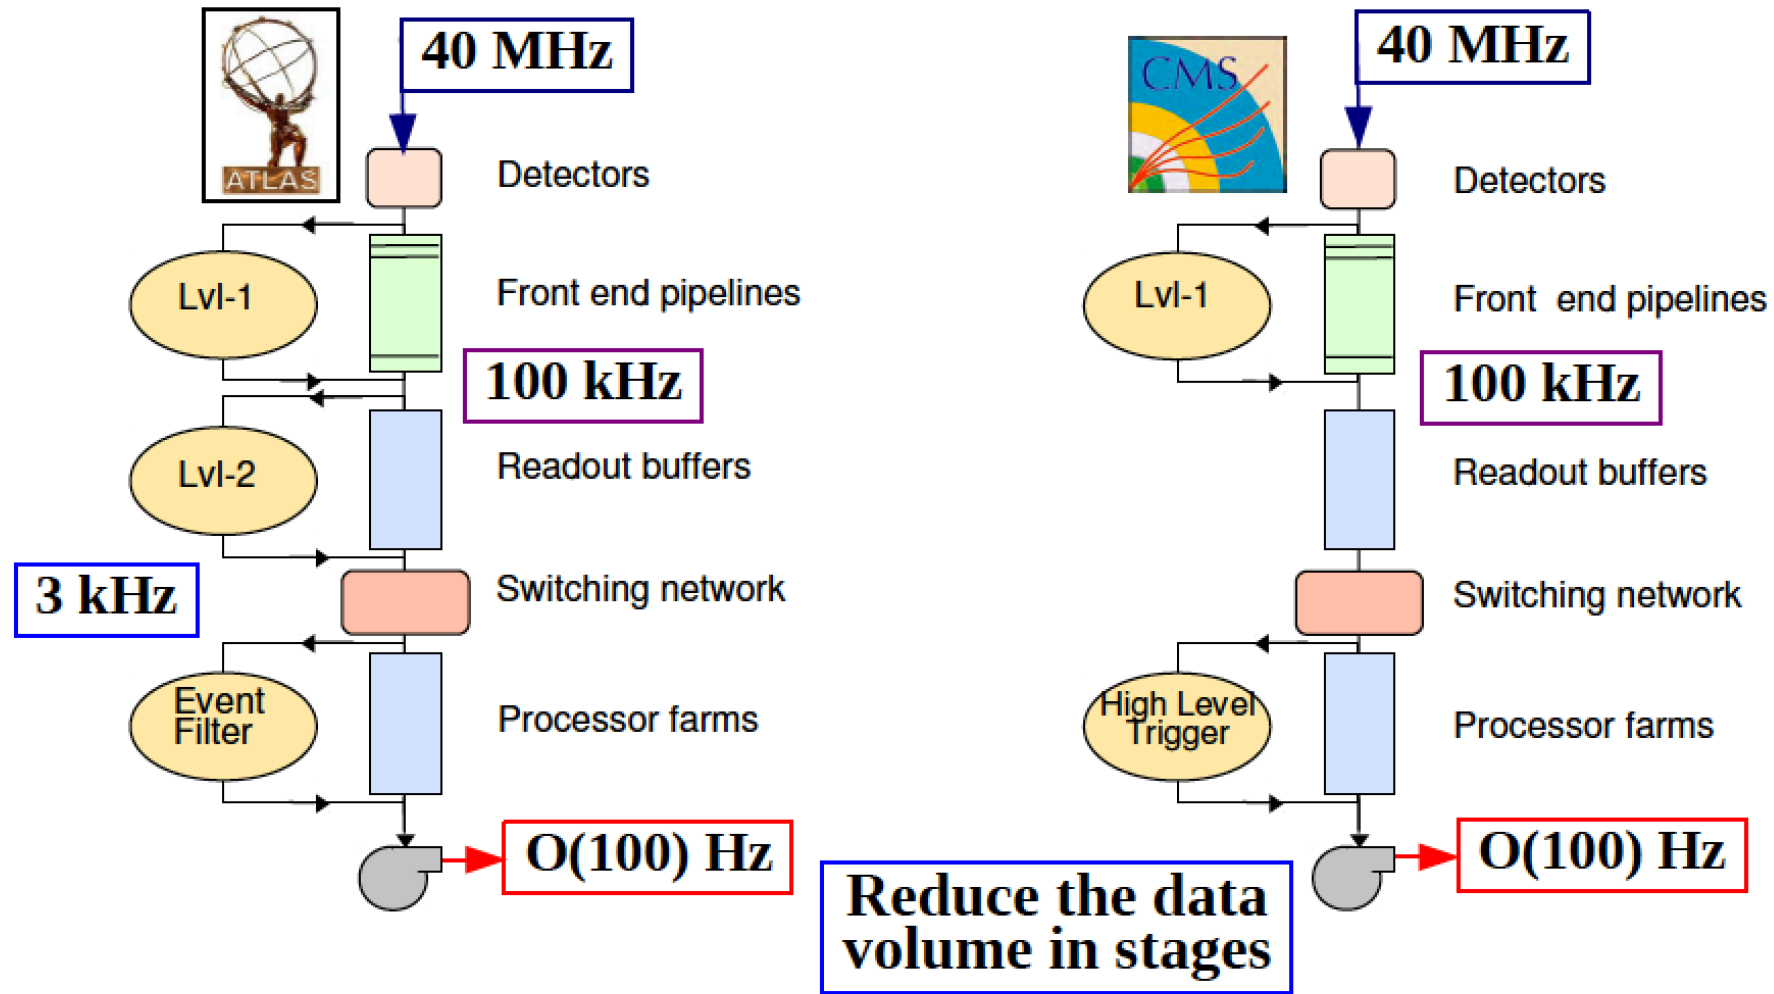 ATLAS
40 MHz
Detectors
Lvl-1
Front end pipelines
100 kHz
Lvl-2
Readout buffers
3 kHz
Switching network
Event
Filter
Processor farms
O(100) Hz
CMS
40 MHz
Detectors
Lvl-1
Front end pipelines
100 kHz
Readout buffers
Switching network
High Level
Trigger
Processor farms
O(100) Hz
Reduce the data
volume in stages